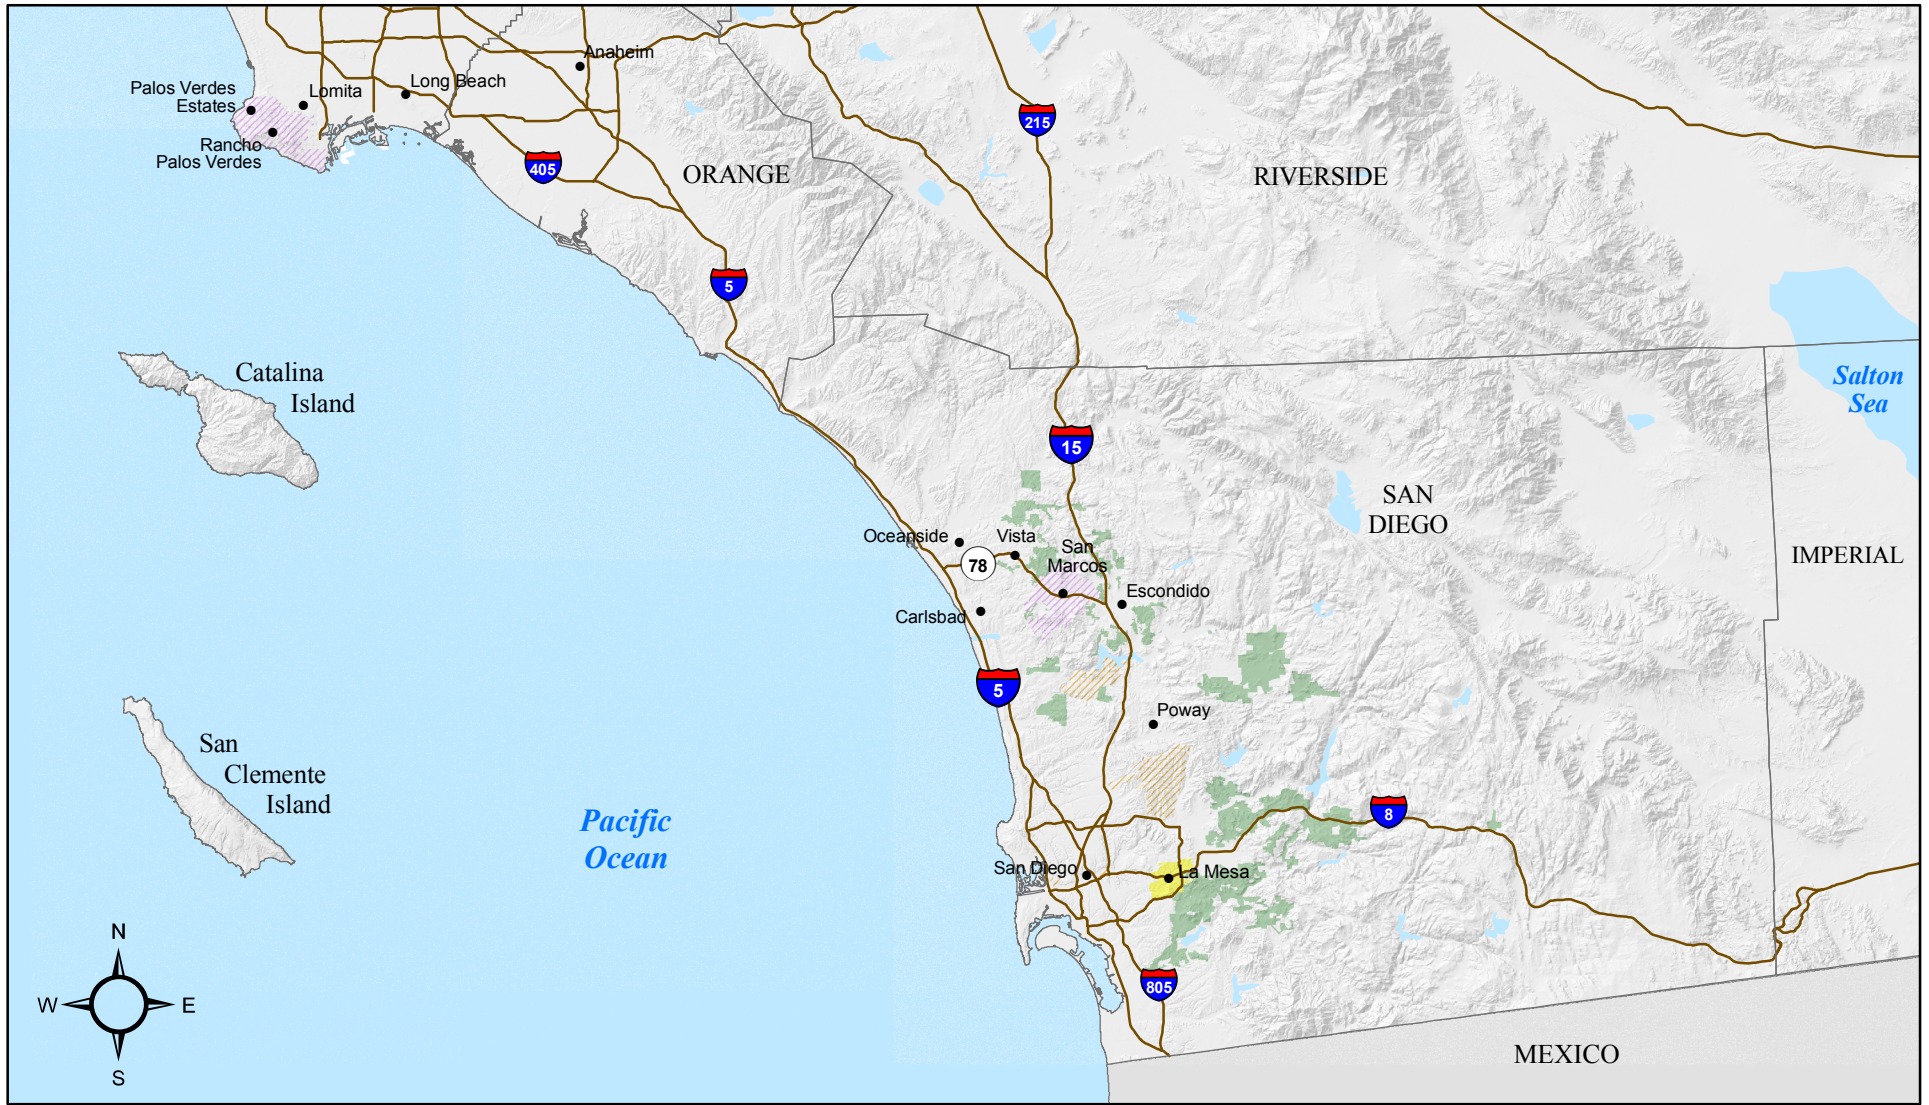 Anaheim
Palos Verdes
Estates
Lomita
Long Beach
215
Rancho
Palos Verdes
405
ORANGE
RIVERSIDE
5
Catalina
Island
Salton
Sea
15
SAN
DIEGO
Oceanside
Vista
San
Marcos
78
IMPERIAL
Escondido
Carlsbad
5
Poway
San
Clemente
Island
Pacific
Ocean
8
San Diego
La Mesa
N
W
E
S
805
MEXICO